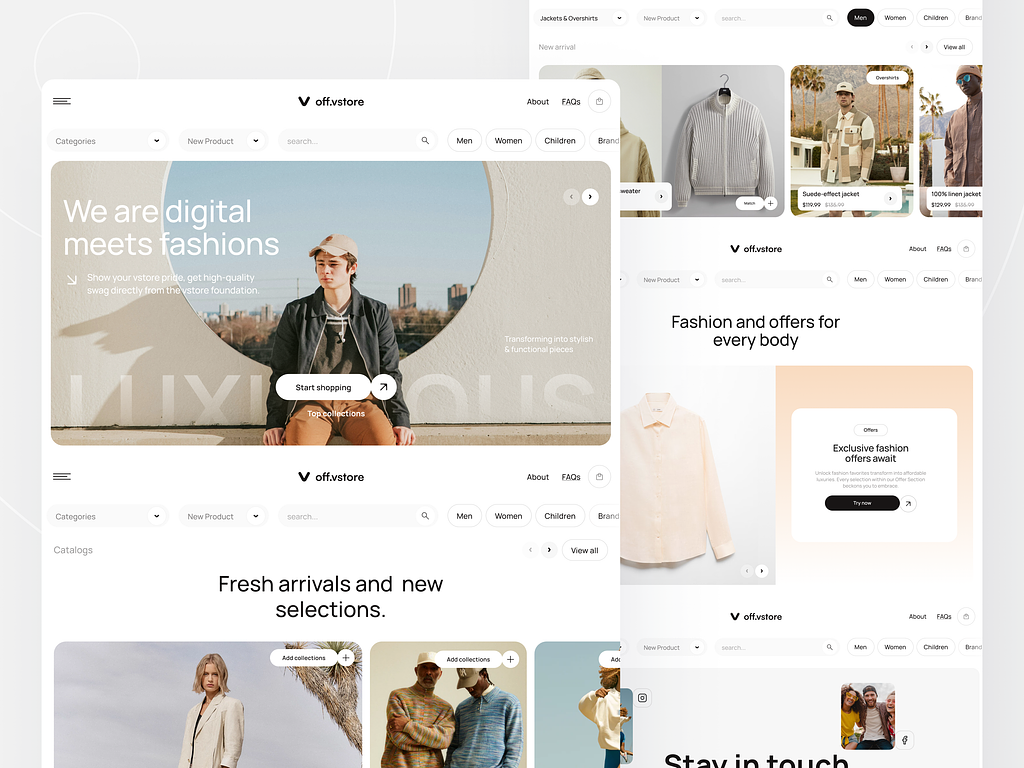 off.vstore
About
FAQs
Categories
New Product
search...
Men
Women
Children
Brand
We are digital
meets fashions
Show your vstore pride, get high-quality
swag directly from the vstore foundation.
Transforming into stylish
& functional pieces
Start shopping
Top collections
off.vstore
About
FAQs
Categories
New Product
search...
Men
Women
Children
Brand
Catalogs
View all
Fresh arrivals and new
selections.
Add collections
Add collections
Jackets & Overshirts
New Product
search...
Men
Women
Children
Brand
New arrival
View all
Match
Overshirts
Suede-effect jacket
$119.99 $155.99
100% linen jacket
$129.99 $155.99
off.vstore
About
FAQs
New Product
search...
Men
Women
Children
Fashion and offers for
every body
Offers
Exclusive fashion
offers await
Unlock fashion favorites transform into affordable
luxuries. Every selection within our Offer Section
beckons you to embrace.
Try now
off.vstore
About
FAQs
New Product
search...
Men
Women
Children
Stay in touch